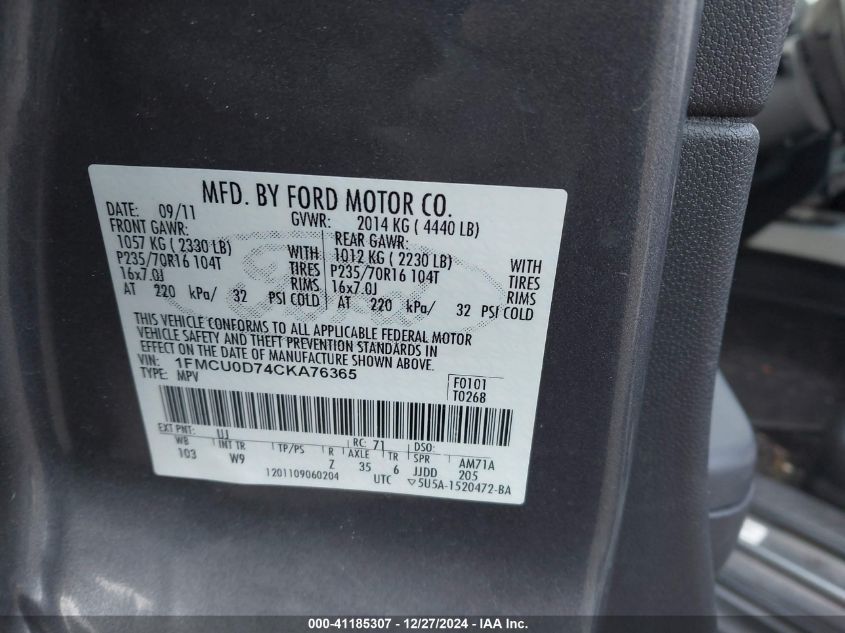 MFD. BY FORD MOTOR CO.
DATE: 09/11 GVWR: 2014 KG ( 4440 LB)
FRONT GAWR: REAR GAWR:
1057 KG ( 2330 LB) WITH 1012 KG ( 2230 LB) WITH
P235/70R16 104T TIRES P235/70R16 104T TIRES
16x7.0J RIMS 16x7.0J RIMS
AT 220 kPa/ 32 PSI COLD AT 220 kPa/ 32 PSI COLD
THIS VEHICLE CONFORMS TO ALL APPLICABLE FEDERAL MOTOR
VEHICLE SAFETY AND THEFT PREVENTION STANDARDS IN
EFFECT ON THE DATE OF MANUFACTURE SHOWN ABOVE.
VIN: 1FMCU0D74CKA76365
TYPE: MPV
F0101
T0268
EXT PNT: UJ RC: 71 DSO:
WB INT TR TP/PS R AXLE TR SPR AM71A
103 W9 Z 35 6 JJDD 205
1201109060204 UTC ▽5U5A-1520472-BA
Ford
000-41185307 - 12/27/2024 - IAA Inc.